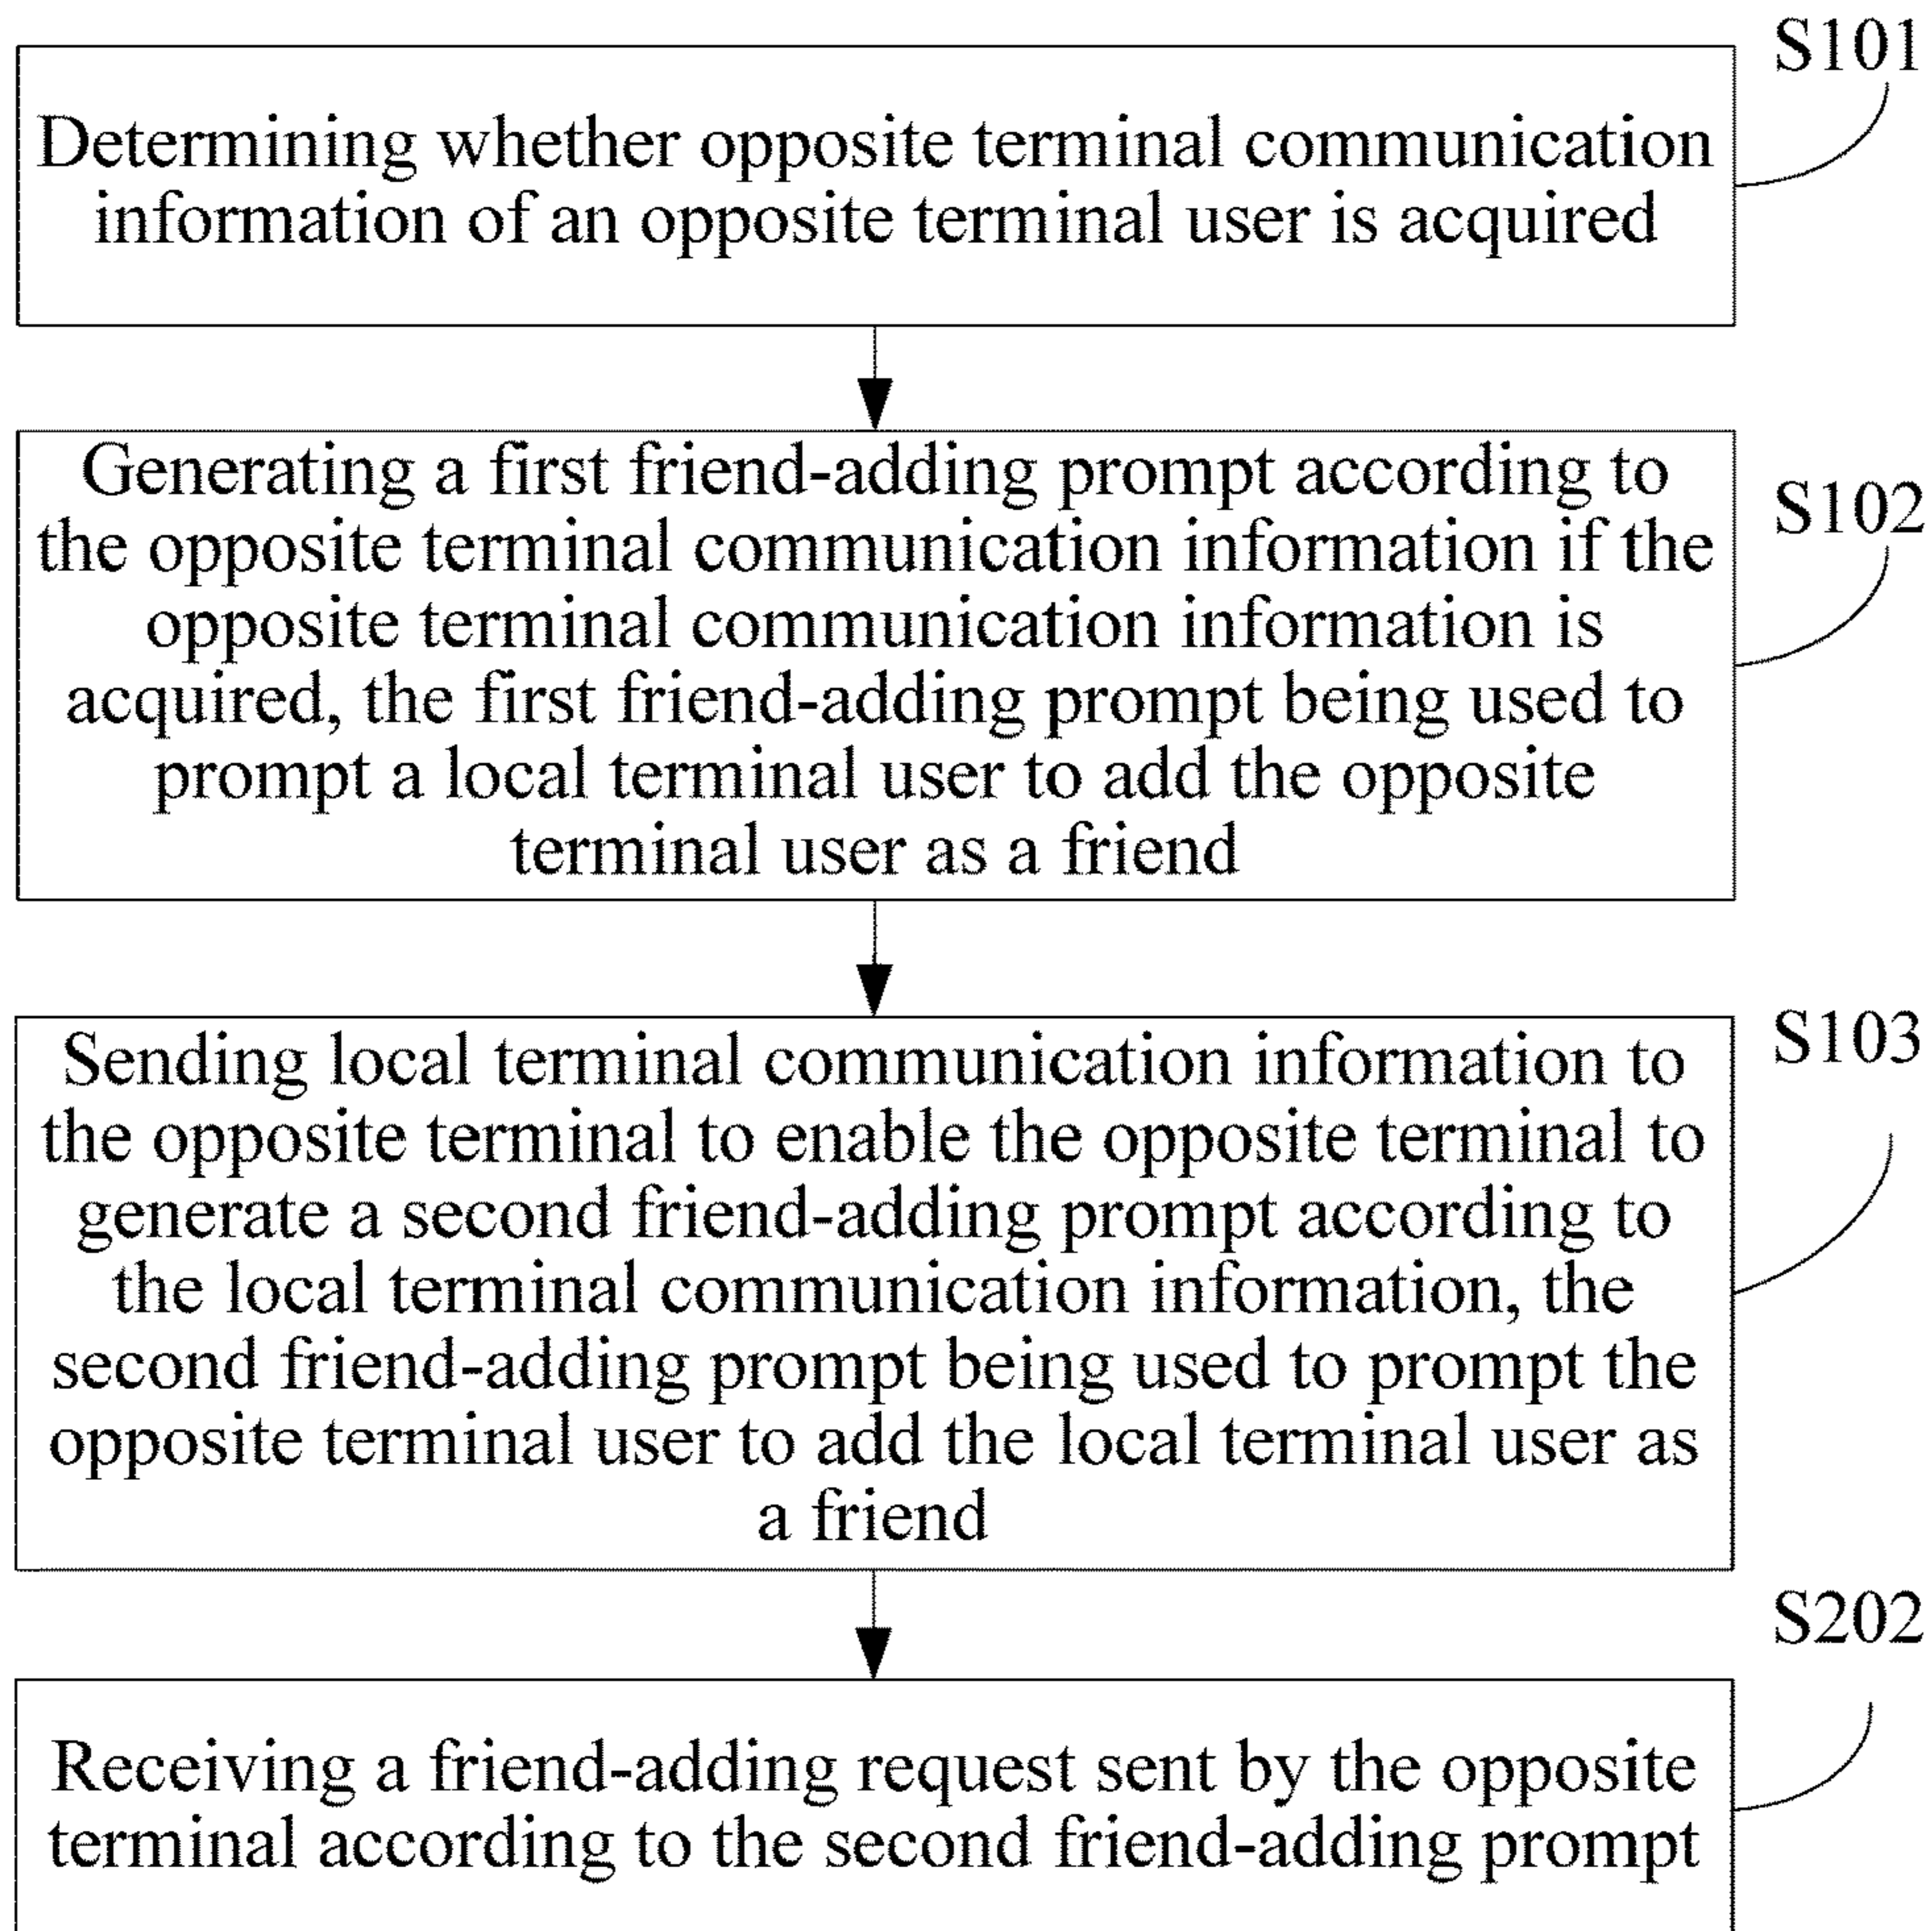 S101
Determining whether opposite terminal communication
information of an opposite terminal user is acquired
Generating a first friend-adding prompt according to
the opposite terminal communication information if the
opposite terminal communication information is
acquired, the first friend-adding prompt being used to
prompt a local terminal user to add the opposite
terminal user as a friend
S102
Sending local terminal communication information to
the opposite terminal to enable the opposite terminal to
generate a second friend-adding prompt according to
the local terminal communication information, the
second friend-adding prompt being used to prompt the
opposite terminal user to add the local terminal user as
a friend
S103
S202
Receiving a friend-adding request sent by the opposite
terminal according to the second friend-adding prompt